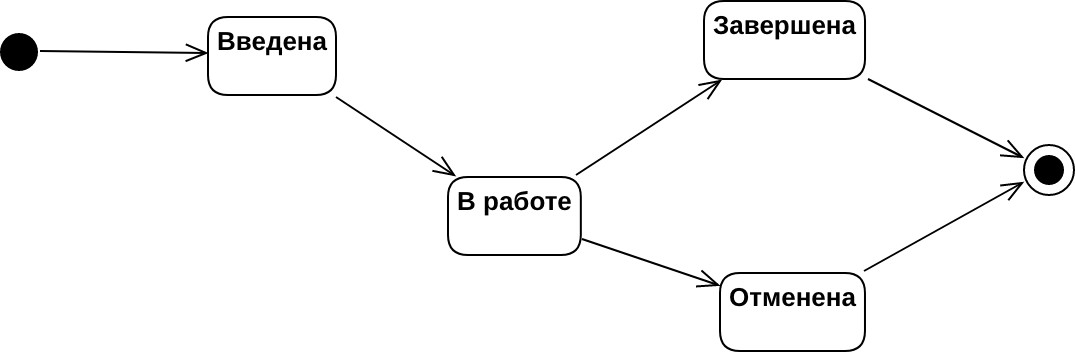 Введена
Завершена
В работе
Отменена